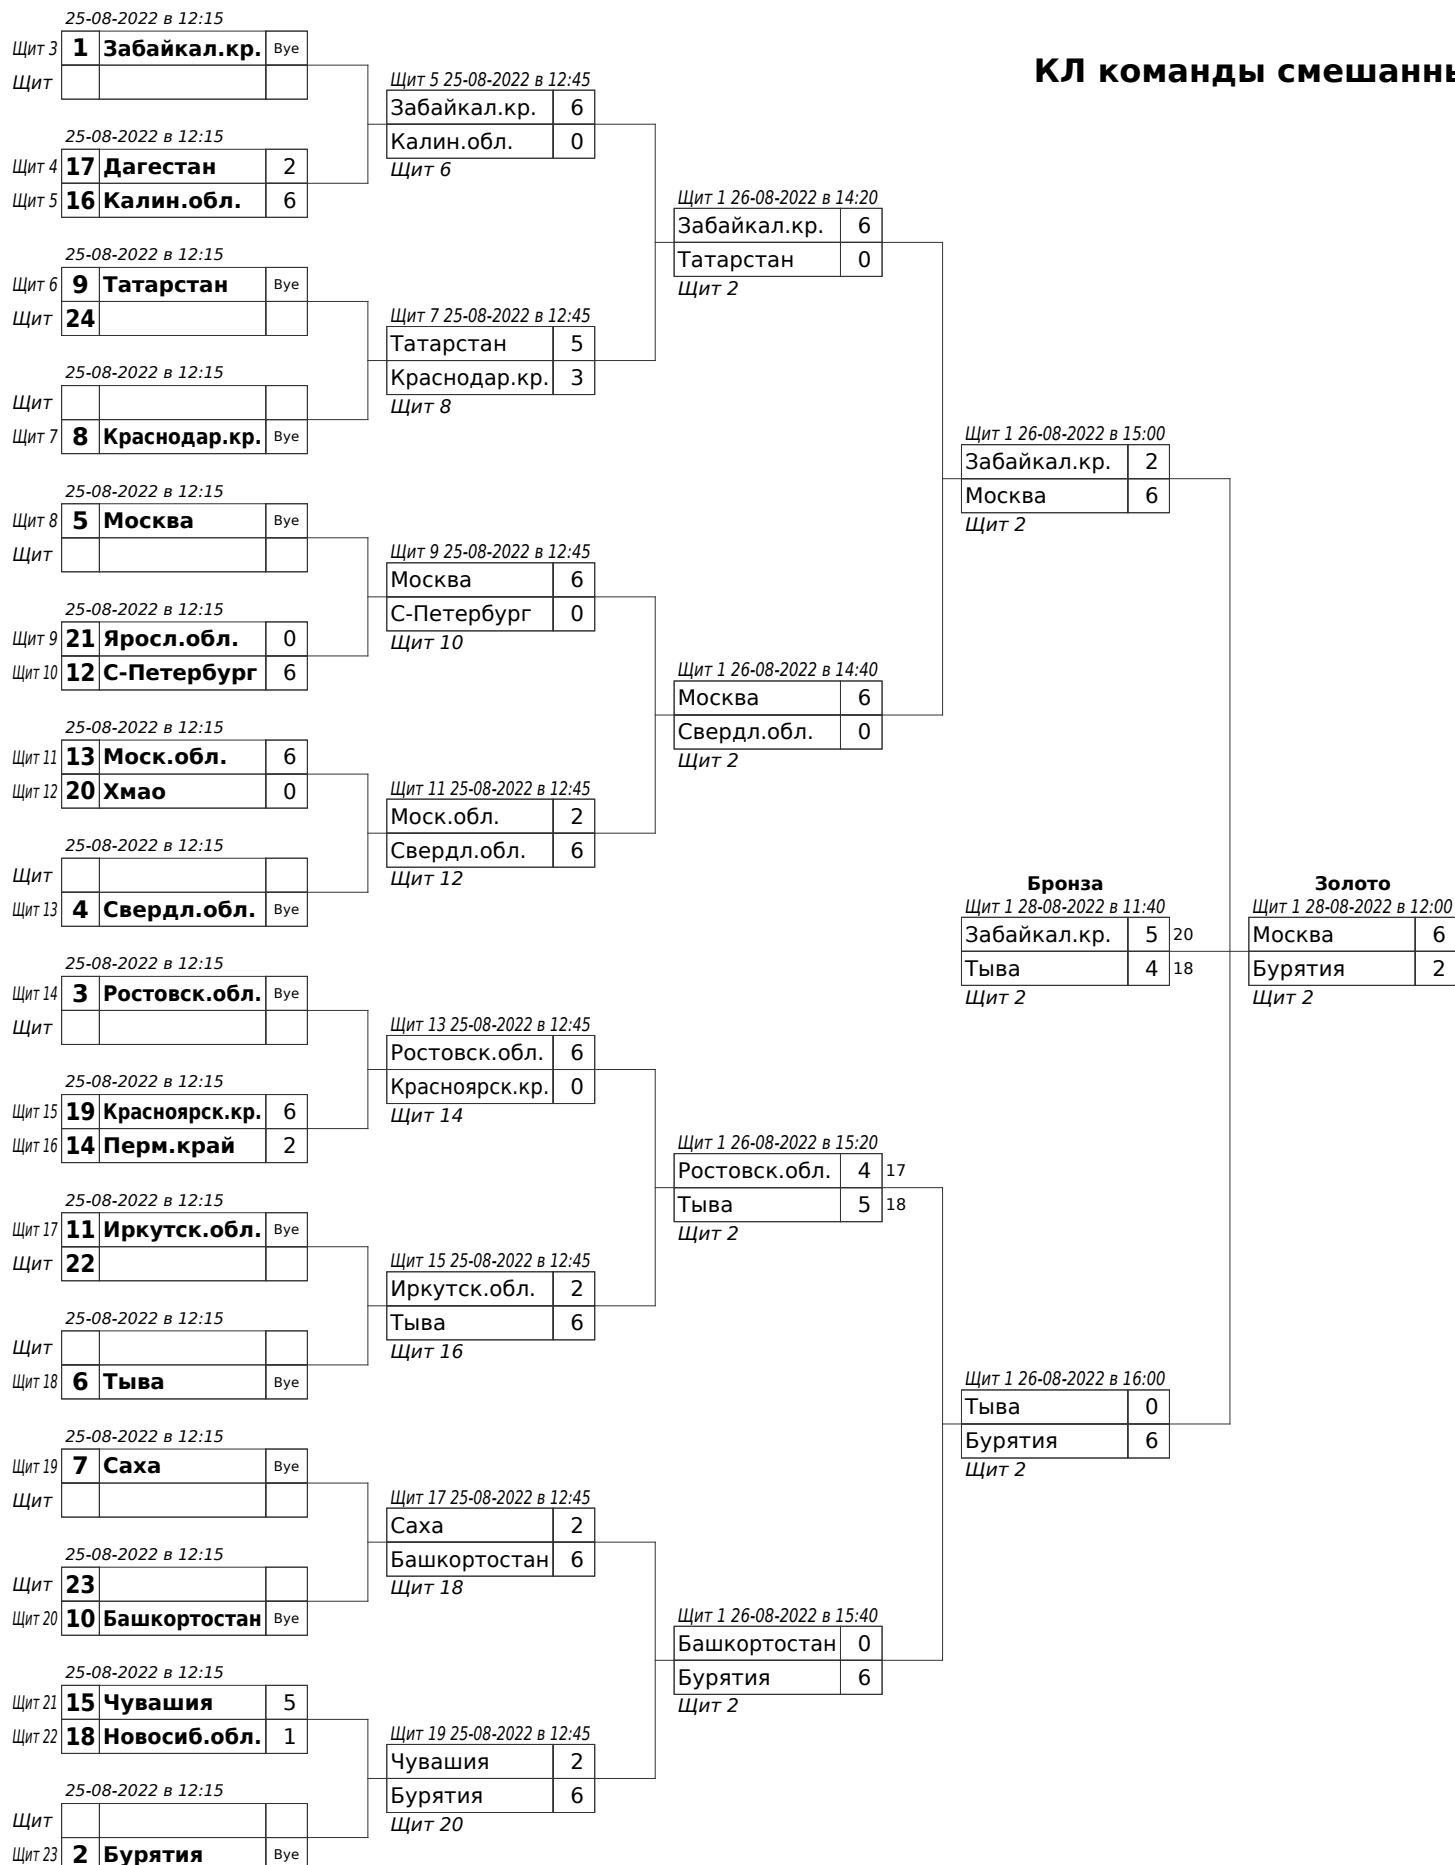 КЛ команды смешанны
25-08-2022 в 12:15
Щит 3 1 Забайкал.кр. Bye
Щит
25-08-2022 в 12:15
Щит 4 17 Дагестан 2
Щит 5 16 Калин.обл. 6
25-08-2022 в 12:15
Щит 6 9 Татарстан Bye
Щит 24
25-08-2022 в 12:15
Щит
Щит 7 8 Краснодар.кр. Bye
25-08-2022 в 12:15
Щит 8 5 Москва Bye
Щит
25-08-2022 в 12:15
Щит 9 21 Яросл.обл. 0
Щит 10 12 С-Петербург 6
25-08-2022 в 12:15
Щит 11 13 Моск.обл. 6
Щит 12 20 Хмао 0
25-08-2022 в 12:15
Щит
Щит 13 4 Свердл.обл. Bye
25-08-2022 в 12:15
Щит 14 3 Ростовск.обл. Bye
Щит
25-08-2022 в 12:15
Щит 15 19 Красноярск.кр. 6
Щит 16 14 Перм.край 2
25-08-2022 в 12:15
Щит 17 11 Иркутск.обл. Bye
Щит 22
25-08-2022 в 12:15
Щит
Щит 18 6 Тыва Bye
25-08-2022 в 12:15
Щит 19 7 Саха Bye
Щит
25-08-2022 в 12:15
Щит 23
Щит 20 10 Башкортостан Bye
25-08-2022 в 12:15
Щит 21 15 Чувашия 5
Щит 22 18 Новосиб.обл. 1
25-08-2022 в 12:15
Щит
Щит 23 2 Бурятия Bye
Щит 5 25-08-2022 в 12:45
Забайкал.кр. 6
Калин.обл. 0
Щит 6
Щит 7 25-08-2022 в 12:45
Татарстан 5
Краснодар.кр. 3
Щит 8
Щит 9 25-08-2022 в 12:45
Москва 6
С-Петербург 0
Щит 10
Щит 11 25-08-2022 в 12:45
Моск.обл. 2
Свердл.обл. 6
Щит 12
Щит 13 25-08-2022 в 12:45
Ростовск.обл. 6
Красноярск.кр. 0
Щит 14
Щит 15 25-08-2022 в 12:45
Иркутск.обл. 2
Тыва 6
Щит 16
Щит 17 25-08-2022 в 12:45
Саха 2
Башкортостан 6
Щит 18
Щит 19 25-08-2022 в 12:45
Чувашия 2
Бурятия 6
Щит 20
Щит 1 26-08-2022 в 14:20
Забайкал.кр. 6
Татарстан 0
Щит 2
Щит 1 26-08-2022 в 14:40
Москва 6
Свердл.обл. 0
Щит 2
Щит 1 26-08-2022 в 15:20
Ростовск.обл. 4 17
Тыва 5 18
Щит 2
Щит 1 26-08-2022 в 15:40
Башкортостан 0
Бурятия 6
Щит 2
Щит 1 26-08-2022 в 15:00
Забайкал.кр. 2
Москва 6
Щит 2
Бронза
Щит 1 28-08-2022 в 11:40
Забайкал.кр. 5 20
Тыва 4 18
Щит 2
Щит 1 26-08-2022 в 16:00
Тыва 0
Бурятия 6
Щит 2
Золото
Щит 1 28-08-2022 в 12:00
Москва 6
Бурятия 2
Щит 2